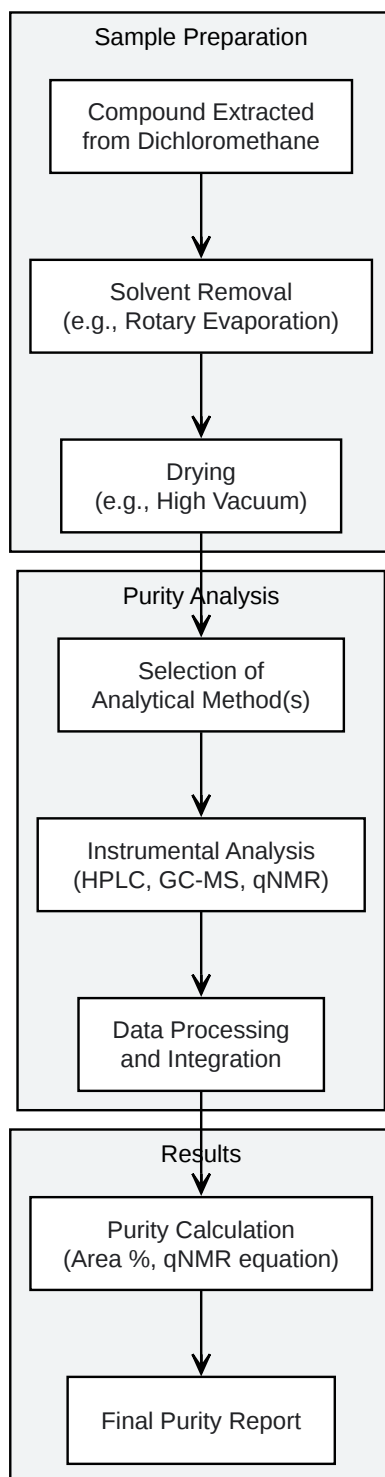 Sample Preparation
Compound Extracted
from Dichloromethane
Solvent Removal
(e.g., Rotary Evaporation)
Drying
(e.g., High Vacuum)
Purity Analysis
Selection of
Analytical Method(s)
Instrumental Analysis
(HPLC, GC-MS, qNMR)
Data Processing
and Integration
Results
Purity Calculation
(Area %, qNMR equation)
Final Purity Report